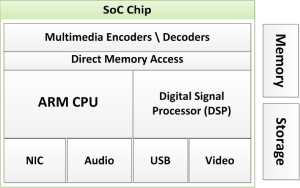 SoC Chip
Multimedia Encoders \ Decoders
Direct Memory Access
ARM CPU
Digital Signal
Processor (DSP)
NIC
Audio
USB
Video
Memory
Storage